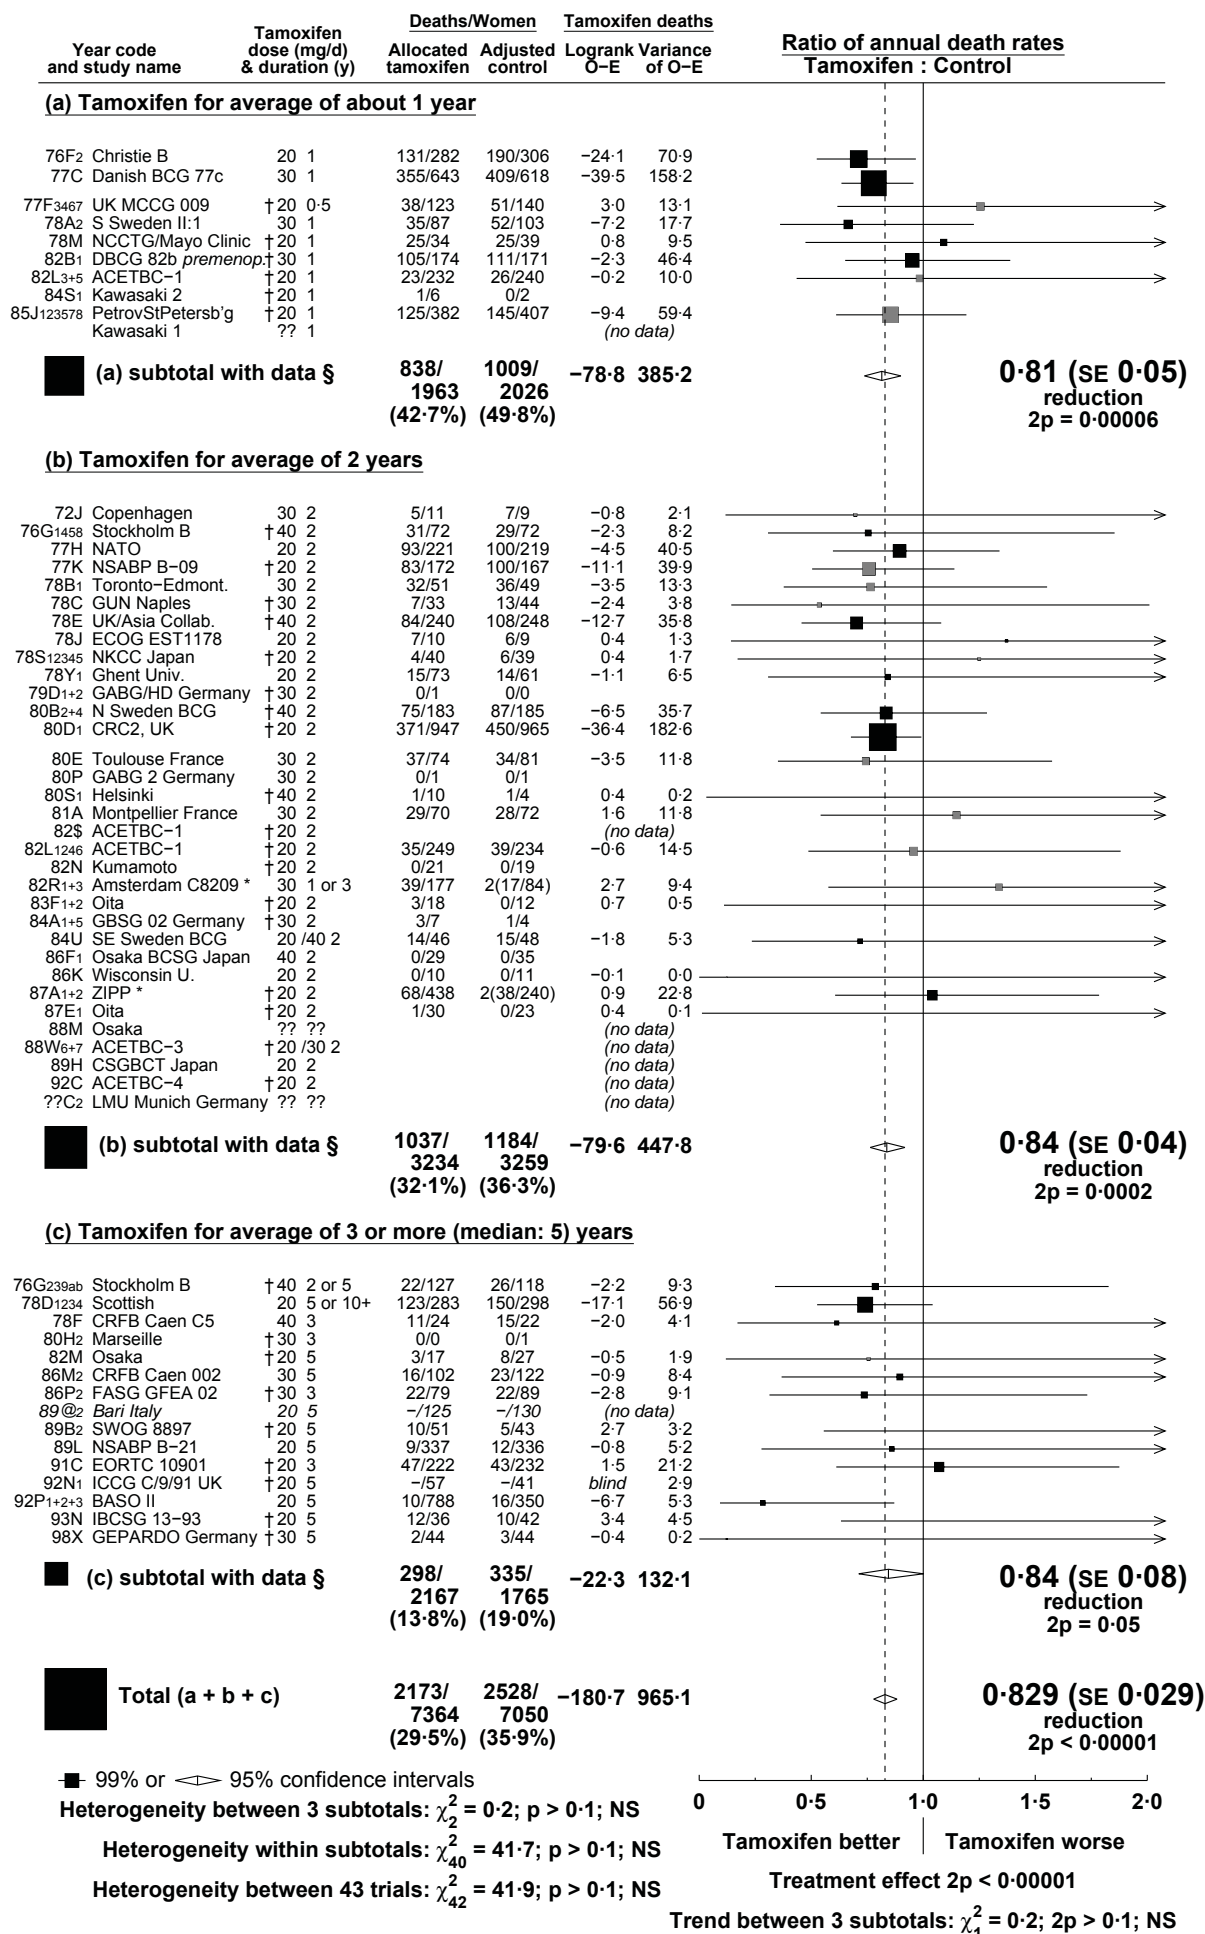 Deaths/Women Tamoxifen deaths
Year code and study name Tamoxifen dose (mg/d) & duration (y) Allocated tamoxifen Adjusted control Logrank O−E Variance of O−E Ratio of annual death rates Tamoxifen : Control
(a) Tamoxifen for average of about 1 year
76F2 Christie B 20 1 131/282 190/306 −24·1 70·9
77C Danish BCG 77c 30 1 355/643 409/618 −39·5 158·2
77F3467 UK MCCG 009 †20 0·5 38/123 51/140 3·0 13·1
78A2 S Sweden II:1 30 1 35/87 52/103 −7·2 17·7
78M NCCTG/Mayo Clinic †20 1 25/34 25/39 0·8 9·5
82B1 DBCG 82b premenop. †30 1 105/174 111/171 −2·3 46·4
82L3+5 ACETBC−1 †20 1 23/232 26/240 −0·2 10·0
84S1 Kawasaki 2 †20 1 1/6 0/2
85J123578 PetrovStPetersb'g †20 1 125/382 145/407 −9·4 59·4
Kawasaki 1 ?? 1 (no data)
(a) subtotal with data § 838/ 1009/ −78·8 385·2 0·81 (SE 0·05)
1963 2026 reduction
(42·7%) (49·8%) 2p = 0·00006
(b) Tamoxifen for average of 2 years
72J Copenhagen 30 2 5/11 7/9 −0·8 2·1
76G1458 Stockholm B †40 2 31/72 29/72 −2·3 8·2
77H NATO 20 2 93/221 100/219 −4·5 40·5
77K NSABP B−09 †20 2 83/172 100/167 −11·1 39·9
78B1 Toronto−Edmont. 30 2 32/51 36/49 −3·5 13·3
78C GUN Naples †30 2 7/33 13/44 −2·4 3·8
78E UK/Asia Collab. †40 2 84/240 108/248 −12·7 35·8
78J ECOG EST1178 20 2 7/10 6/9 0·4 1·3
78S12345 NKCC Japan †20 2 4/40 6/39 0·4 1·7
78Y1 Ghent Univ. 20 2 15/73 14/61 −1·1 6·5
79D1+2 GABG/HD Germany †30 2 0/1 0/0
80B2+4 N Sweden BCG †40 2 75/183 87/185 −6·5 35·7
80D1 CRC2, UK †20 2 371/947 450/965 −36·4 182·6
80E Toulouse France 30 2 37/74 34/81 −3·5 11·8
80P GABG 2 Germany 30 2 0/1 0/1
80S1 Helsinki †40 2 1/10 1/4 0·4 0·2
81A Montpellier France 30 2 29/70 28/72 1·6 11·8
82$ ACETBC−1 †20 2 (no data)
82L1246 ACETBC−1 †20 2 35/249 39/234 −0·6 14·5
82N Kumamoto †20 2 0/21 0/19
82R1+3 Amsterdam C8209 * 30 1 or 3 39/177 2(17/84) 2·7 9·4
83F1+2 Oita †20 2 3/18 0/12 0·7 0·5
84A1+5 GBSG 02 Germany †30 2 3/7 1/4
84U SE Sweden BCG 20 /40 2 14/46 15/48 −1·8 5·3
86F1 Osaka BCSG Japan 40 2 0/29 0/35
86K Wisconsin U. 20 2 0/10 0/11 −0·1 0·0
87A1+2 ZIPP * †20 2 68/438 2(38/240) 0·9 22·8
87E1 Oita †20 2 1/30 0/23 0·4 0·1
88M Osaka ?? ?? (no data)
88W6+7 ACETBC−3 †20 /30 2 (no data)
89H CSGBCT Japan 20 2 (no data)
92C ACETBC−4 †20 2 (no data)
??C2 LMU Munich Germany ?? ?? (no data)
(b) subtotal with data § 1037/ 1184/ −79·6 447·8 0·84 (SE 0·04)
3234 3259 reduction
(32·1%) (36·3%) 2p = 0·0002
(c) Tamoxifen for average of 3 or more (median: 5) years
76G239ab Stockholm B †40 2 or 5 22/127 26/118 −2·2 9·3
78D1234 Scottish 20 5 or 10+ 123/283 150/298 −17·1 56·9
78F CRFB Caen C5 40 3 11/24 15/22 −2·0 4·1
80H2 Marseille †30 3 0/0 0/1
82M Osaka †20 5 3/17 8/27 −0·5 1·9
86M2 CRFB Caen 002 30 5 16/102 23/122 −0·9 8·4
86P2 FASG GFEA 02 †30 3 22/79 22/89 −2·8 9·1
89@2 Bari Italy 20 5 −/125 −/130 (no data)
89B2 SWOG 8897 †20 5 10/51 5/43 2·7 3·2
89L NSABP B−21 20 5 9/337 12/336 −0·8 5·2
91C EORTC 10901 †20 3 47/222 43/232 1·5 21·2
92N1 ICCG C/9/91 UK †20 5 −/57 −/41 blind 2·9
92P1+2+3 BASO II 20 5 10/788 16/350 −6·7 5·3
93N IBCSG 13−93 †20 5 12/36 10/42 3·4 4·5
98X GEPARDO Germany †30 5 2/44 3/44 −0·4 0·2
(c) subtotal with data § 298/ 335/ −22·3 132·1 0·84 (SE 0·08)
2167 1765 reduction
(13·8%) (19·0%) 2p = 0·05
Total (a + b + c) 2173/ 2528/ −180·7 965·1 0·829 (SE 0·029)
7364 7050 reduction
(29·5%) (35·9%) 2p < 0·00001
99% or 95% confidence intervals
0 0·5 1·0 1·5 2·0
Heterogeneity between 3 subtotals: χ²₂ = 0·2; p > 0·1; NS
Tamoxifen better Tamoxifen worse
Heterogeneity within subtotals: χ²₄₀ = 41·7; p > 0·1; NS
Treatment effect 2p < 0·00001
Heterogeneity between 43 trials: χ²₄₂ = 41·9; p > 0·1; NS
Trend between 3 subtotals: χ²₁ = 0·2; 2p > 0·1; NS